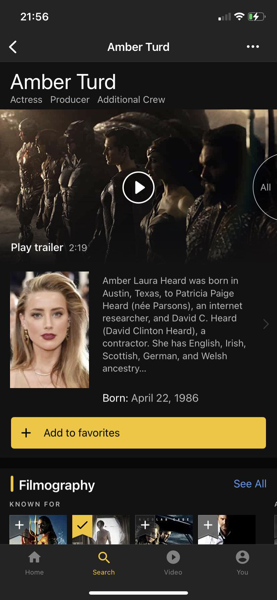 21:56
Amber Turd
Amber Turd
Actress Producer Additional Crew
All
Play trailer 2:19
Amber Laura Heard was born in
Austin, Texas, to Patricia Paige
Heard (née Parsons), an internet
researcher, and David C. Heard
(David Clinton Heard), a
contractor. She has English, Irish,
Scottish, German, and Welsh
ancestry...
Born: April 22, 1986
+ Add to favorites
Filmography
See All
KNOWN FOR
Home
Search
Video
You